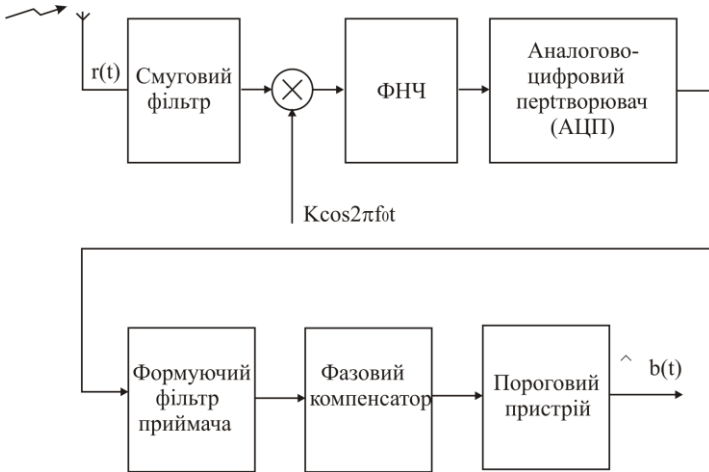 r(t)
Смуговий
фільтр
ФНЧ
Аналогово-
цифровий
перtтворювач
(АЦП)
Kcos2πf₀t
Формуючий
фільтр
приймача
Фазовий
компенсатор
Пороговий
пристрій
^ b(t)